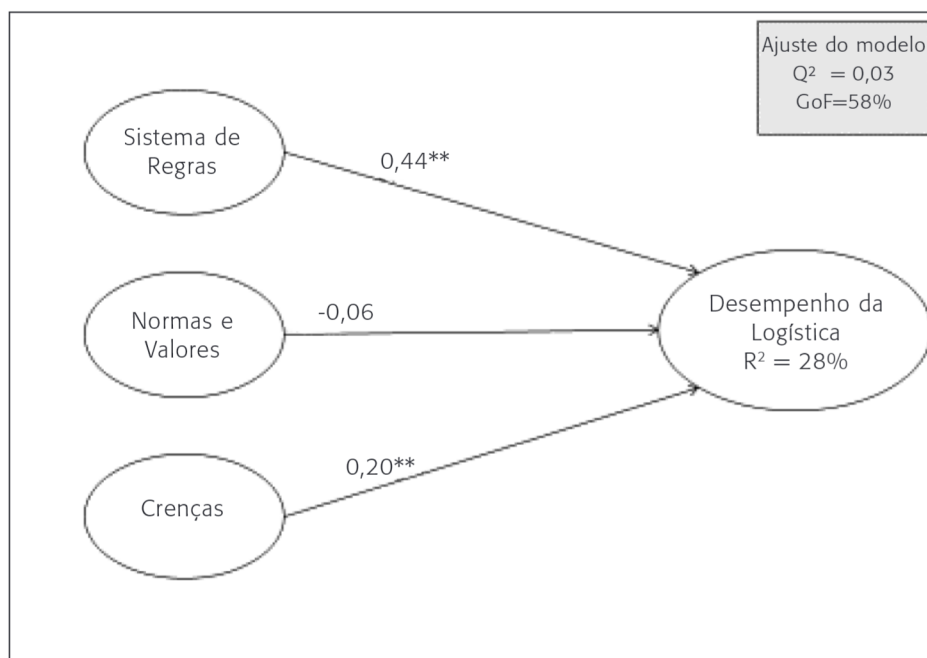 Ajuste do modelo
Q² = 0,03
GoF=58%
Sistema de
Regras
0,44**
Normas e
Valores
-0,06
Desempenho da
Logística
R² = 28%
0,20**
Crenças